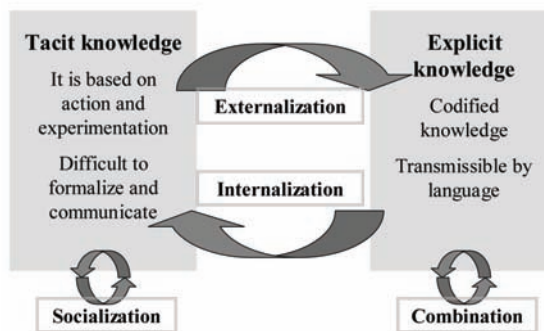 Tacit knowledge
It is based on
action and
experimentation
Difficult to
formalize and
communicate
Externalization
Internalization
Explicit
knowledge
Codified
knowledge
Transmissible by
language
Socialization
Combination